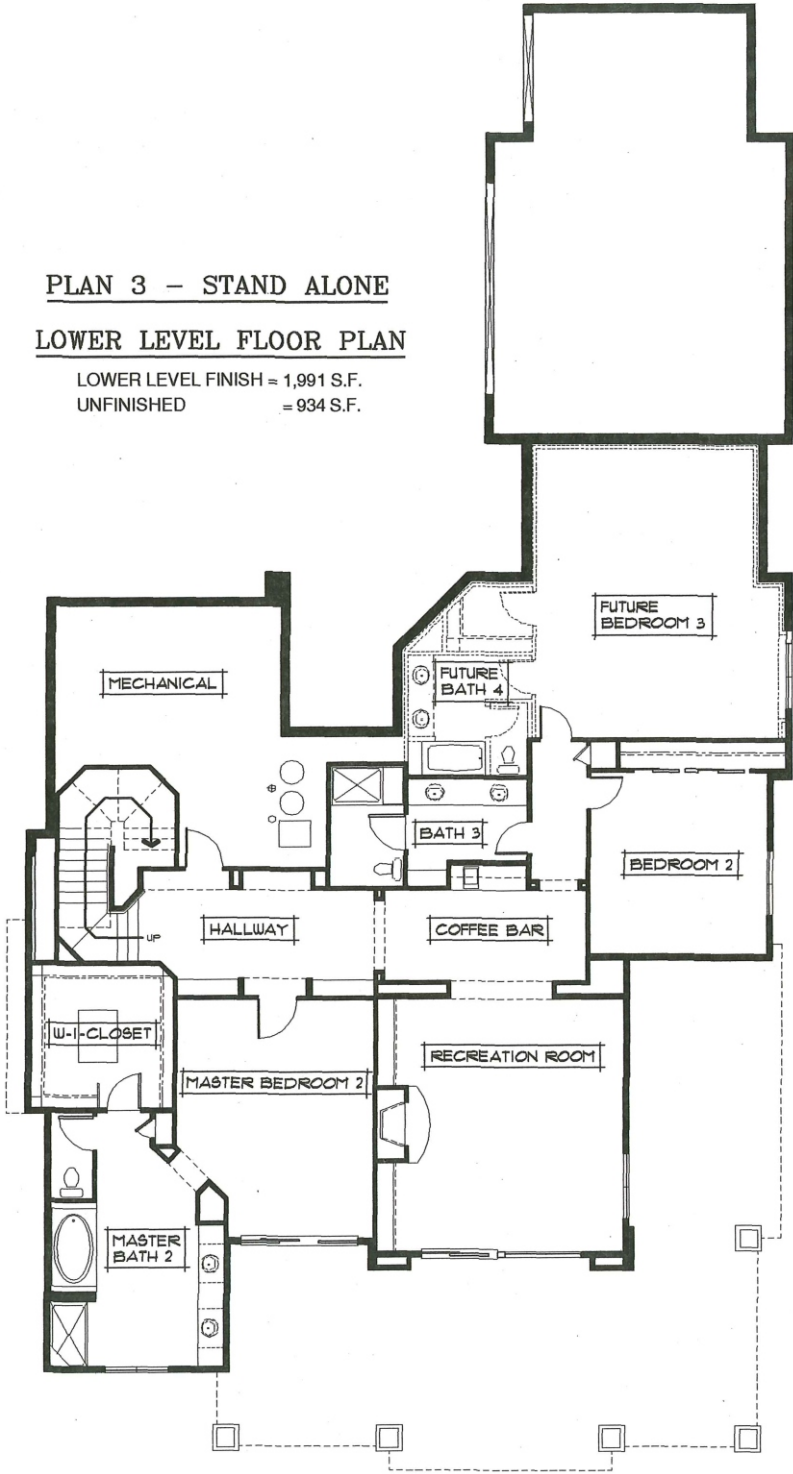 PLAN 3 - STAND ALONE
LOWER LEVEL FLOOR PLAN
LOWER LEVEL FINISH = 1,991 S.F.
UNFINISHED = 934 S.F.
FUTURE
BEDROOM 3
MECHANICAL
FUTURE
BATH 4
BATH 3
BEDROOM 2
HALLWAY
COFFEE BAR
UP
W-I-CLOSET
RECREATION ROOM
MASTER BEDROOM 2
MASTER
BATH 2